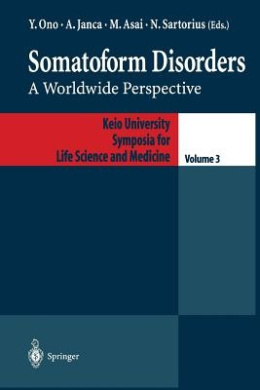 Y. Ono • A. Janca • M. Asai • N. Sartorius (Eds.)
Somatoform Disorders
A Worldwide Perspective
Keio University
Symposia for
Life Science and Medicine
Volume 3
Springer